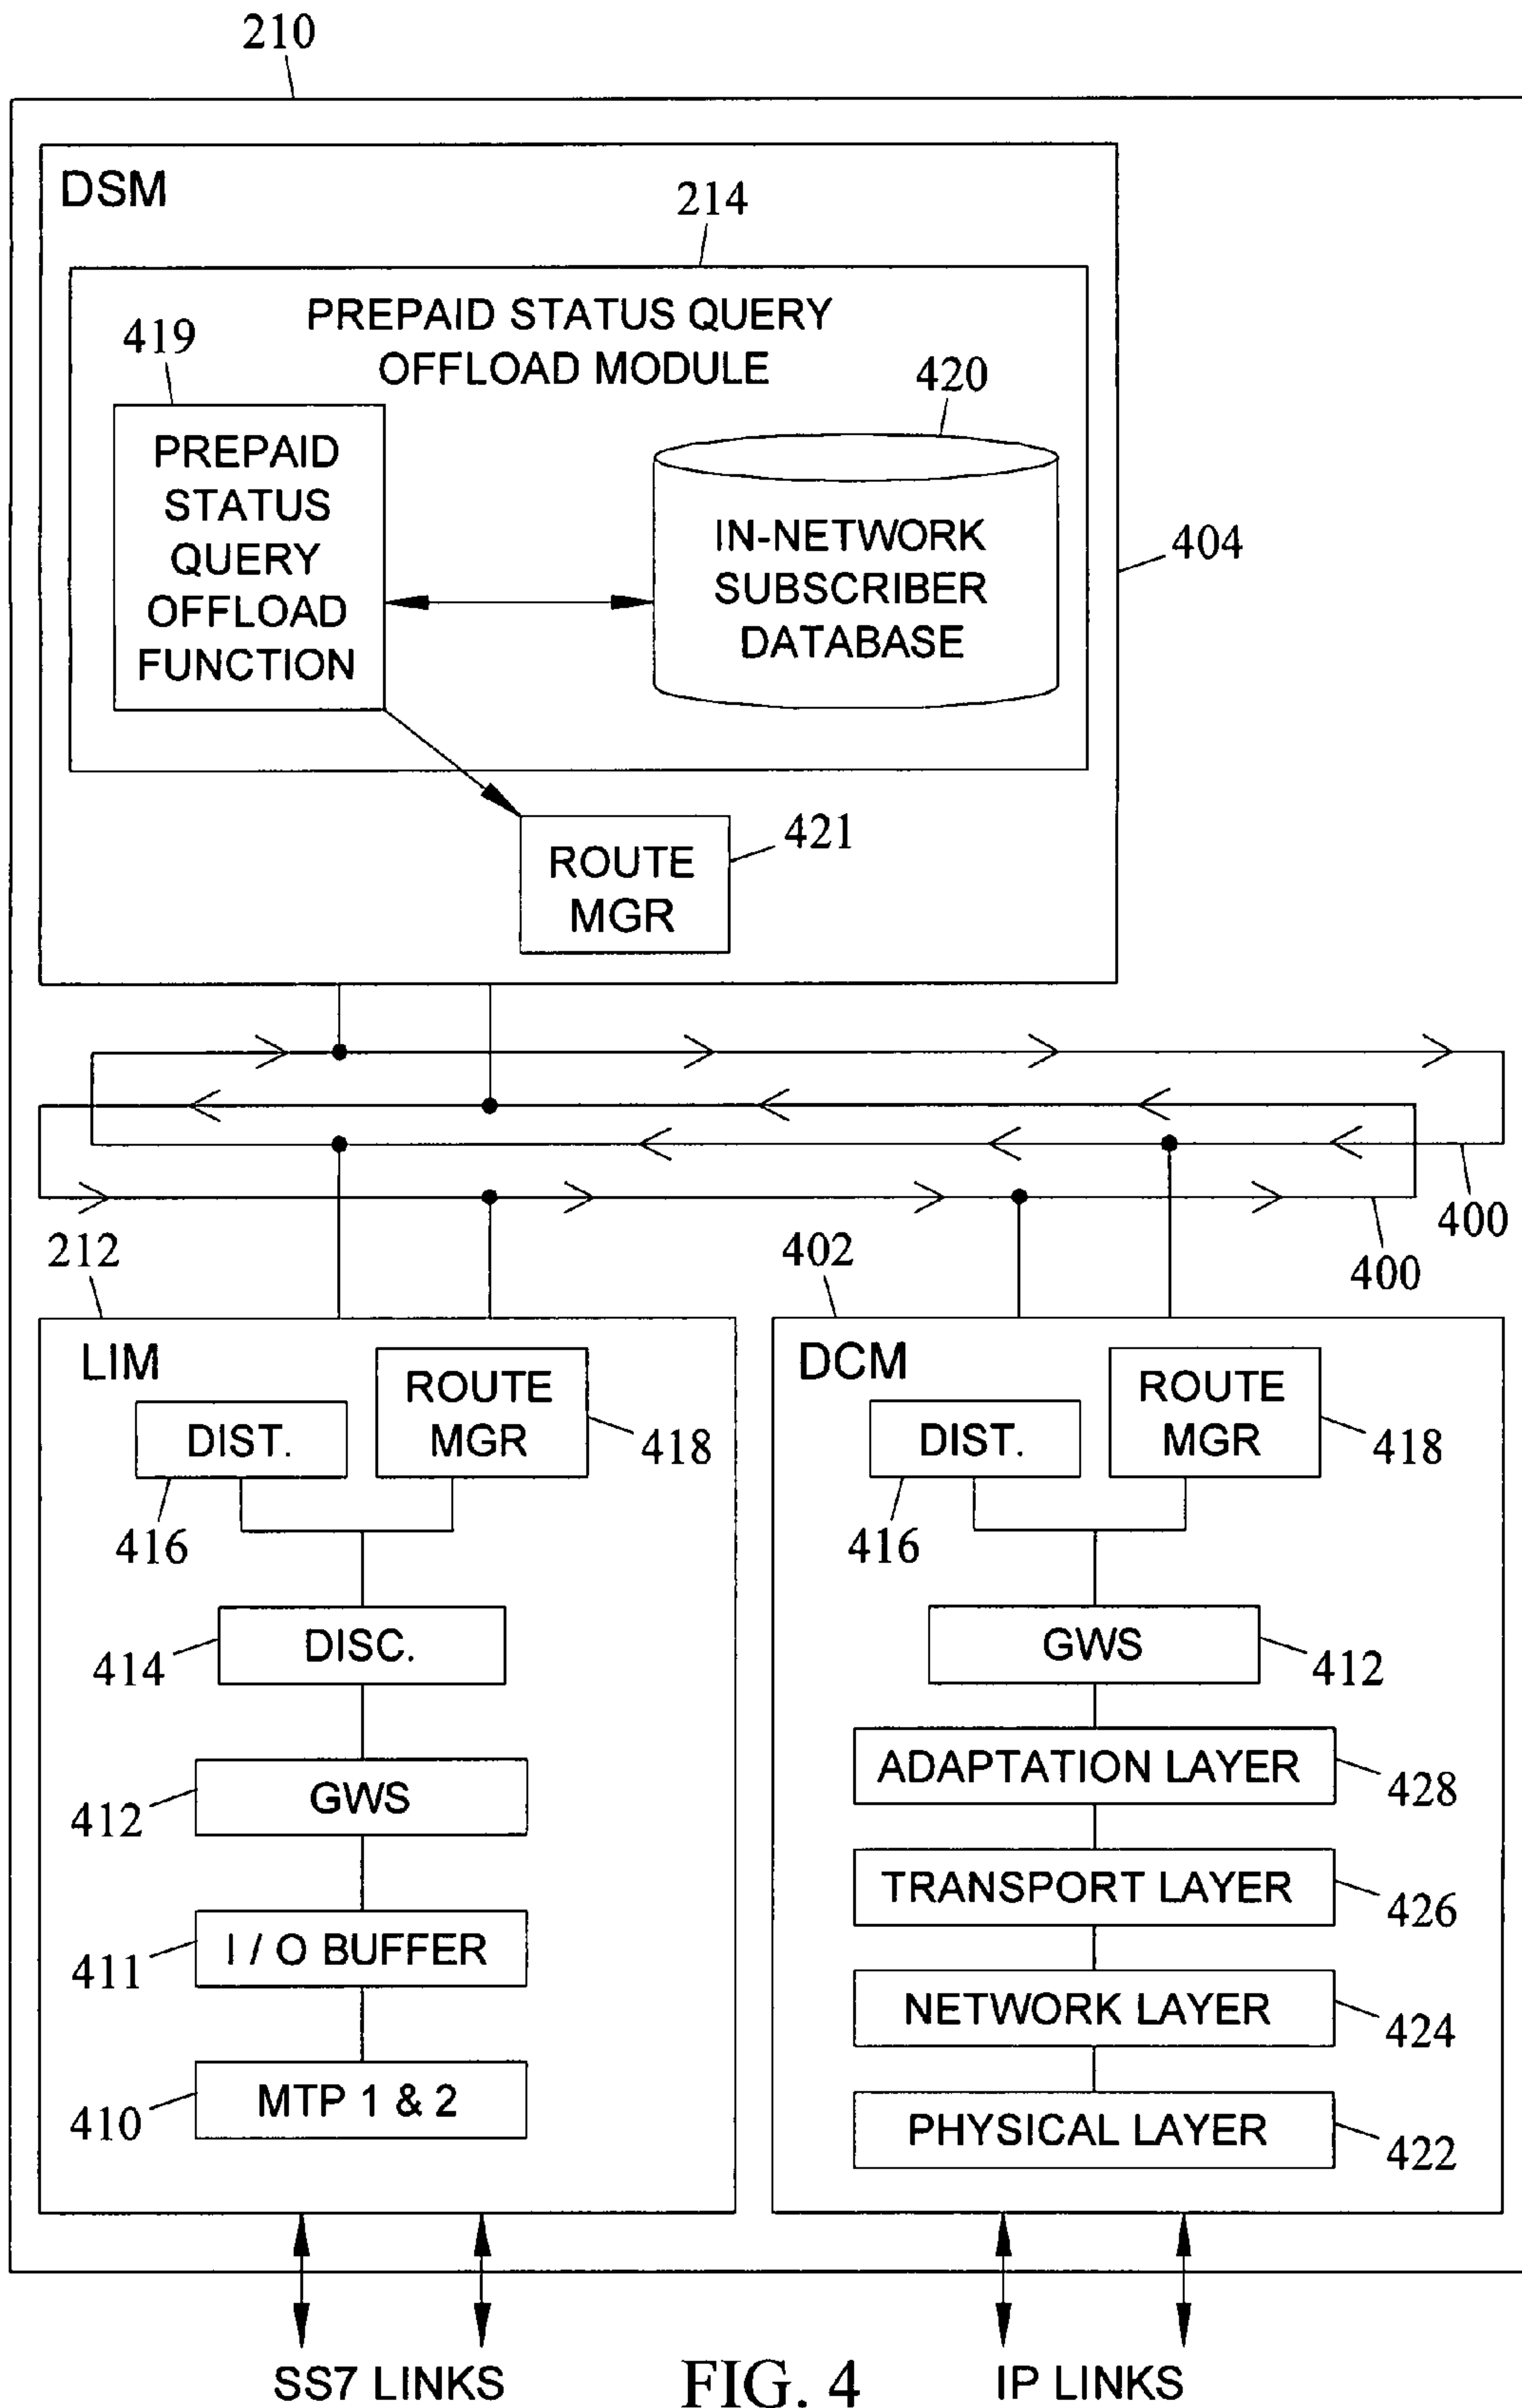 210
DSM
214
PREPAID STATUS QUERY
OFFLOAD MODULE
419
420
PREPAID
STATUS
QUERY
OFFLOAD
FUNCTION
IN-NETWORK
SUBSCRIBER
DATABASE
404
421
ROUTE
MGR
400
400
212
402
LIM
ROUTE
MGR
DIST.
418
416
DISC.
414
GWS
412
I / O BUFFER
411
MTP 1 & 2
410
DCM
ROUTE
MGR
DIST.
418
416
GWS
412
ADAPTATION LAYER
428
TRANSPORT LAYER
426
NETWORK LAYER
424
PHYSICAL LAYER
422
SS7 LINKS
IP LINKS
FIG. 4